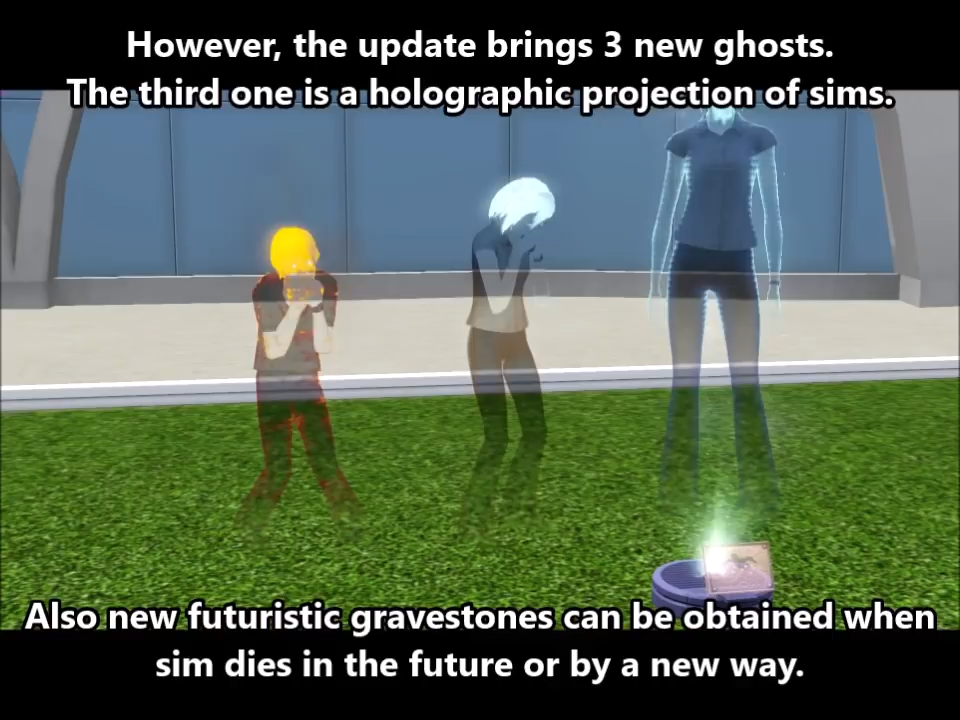 However, the update brings 3 new ghosts.
The third one is a holographic projection of sims.
Also new futuristic gravestones can be obtained when
sim dies in the future or by a new way.